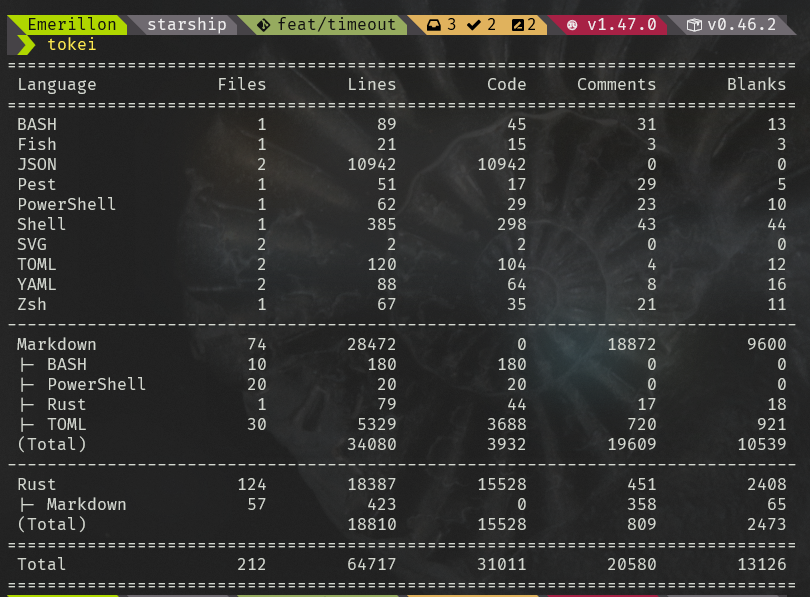 Emerillon starship feat/timeout 3 2 2 v1.47.0 v0.46.2
tokei
===============================================================================
Language Files Lines Code Comments Blanks
===============================================================================
BASH 1 89 45 31 13
Fish 1 21 15 3 3
JSON 2 10942 10942 0 0
Pest 1 51 17 29 5
PowerShell 1 62 29 23 10
Shell 1 385 298 43 44
SVG 2 2 2 0 0
TOML 2 120 104 4 12
YAML 2 88 64 8 16
Zsh 1 67 35 21 11
-------------------------------------------------------------------------------
Markdown 74 28472 0 18872 9600
|- BASH 10 180 180 0 0
|- PowerShell 20 20 20 0 0
|- Rust 1 79 44 17 18
|- TOML 30 5329 3688 720 921
(Total) 34080 3932 19609 10539
-------------------------------------------------------------------------------
Rust 124 18387 15528 451 2408
|- Markdown 57 423 0 358 65
(Total) 18810 15528 809 2473
===============================================================================
Total 212 64717 31011 20580 13126
===============================================================================